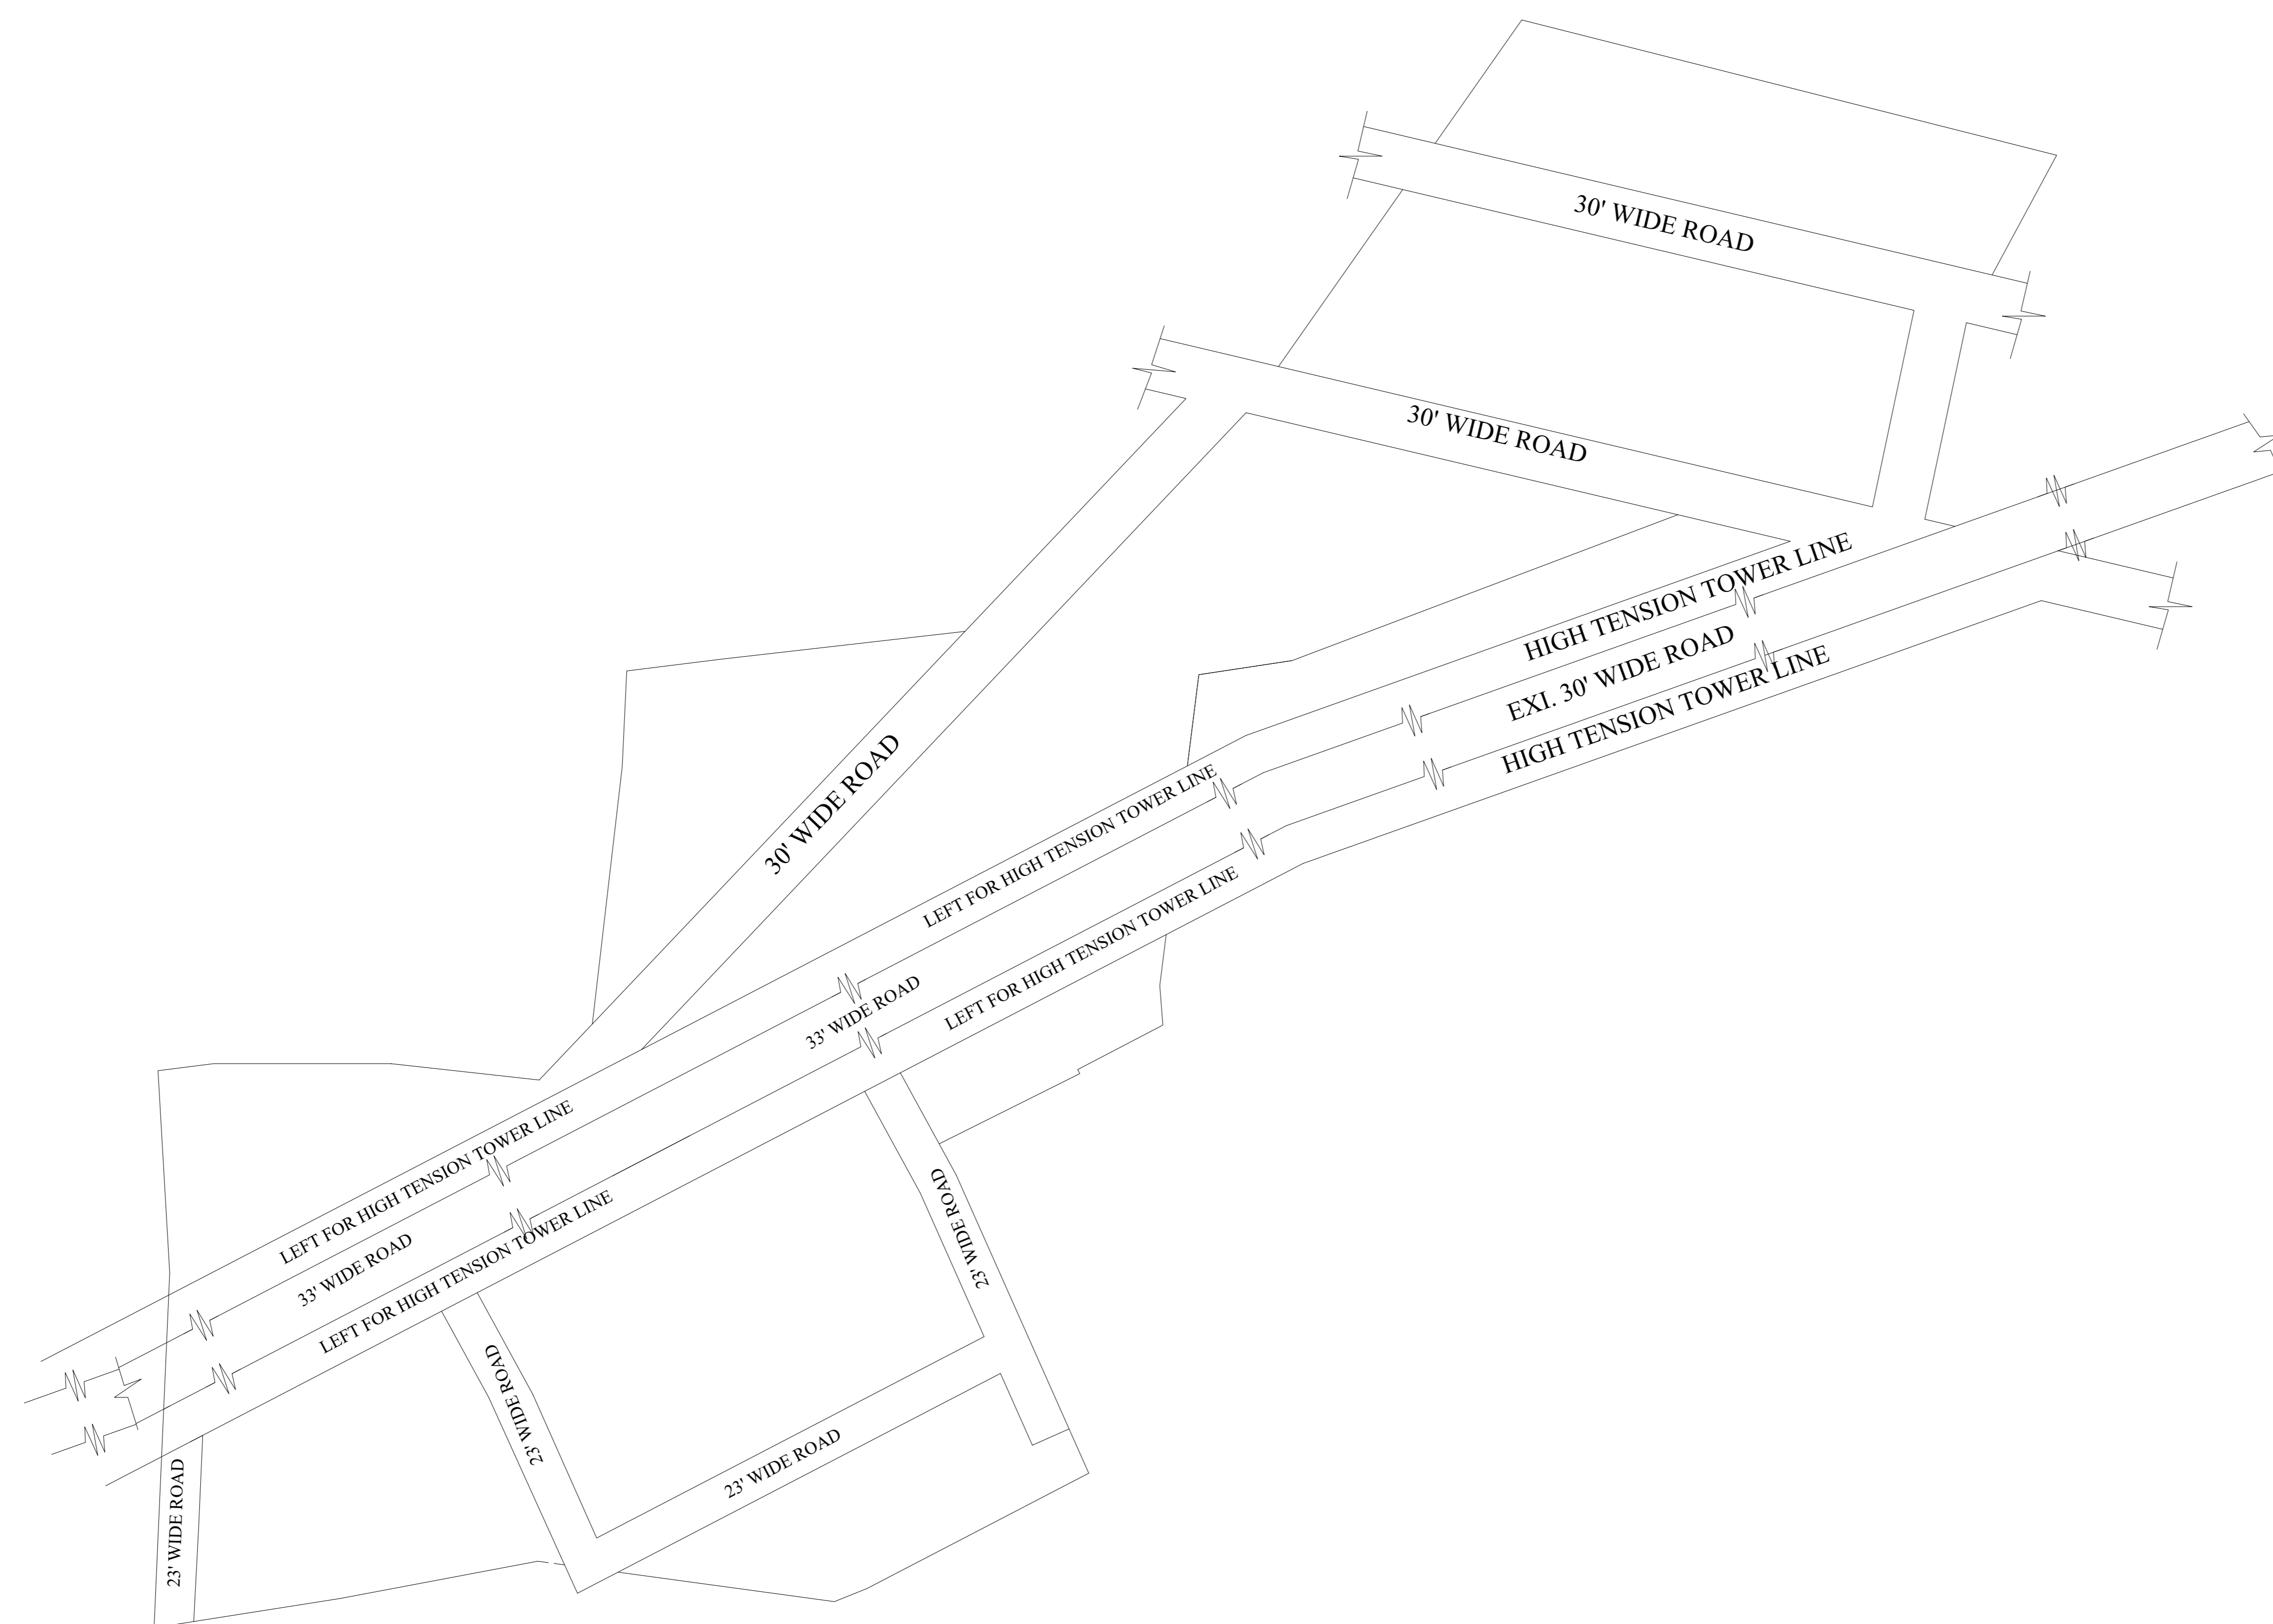 30' WIDE ROAD
30' WIDE ROAD
HIGH TENSION TOWER LINE
EXI. 30' WIDE ROAD
HIGH TENSION TOWER LINE
30' WIDE ROAD
LEFT FOR HIGH TENSION TOWER LINE
33' WIDE ROAD
LEFT FOR HIGH TENSION TOWER LINE
LEFT FOR HIGH TENSION TOWER LINE
33' WIDE ROAD
LEFT FOR HIGH TENSION TOWER LINE
23' WIDE ROAD
23' WIDE ROAD
23' WIDE ROAD
23' WIDE ROAD